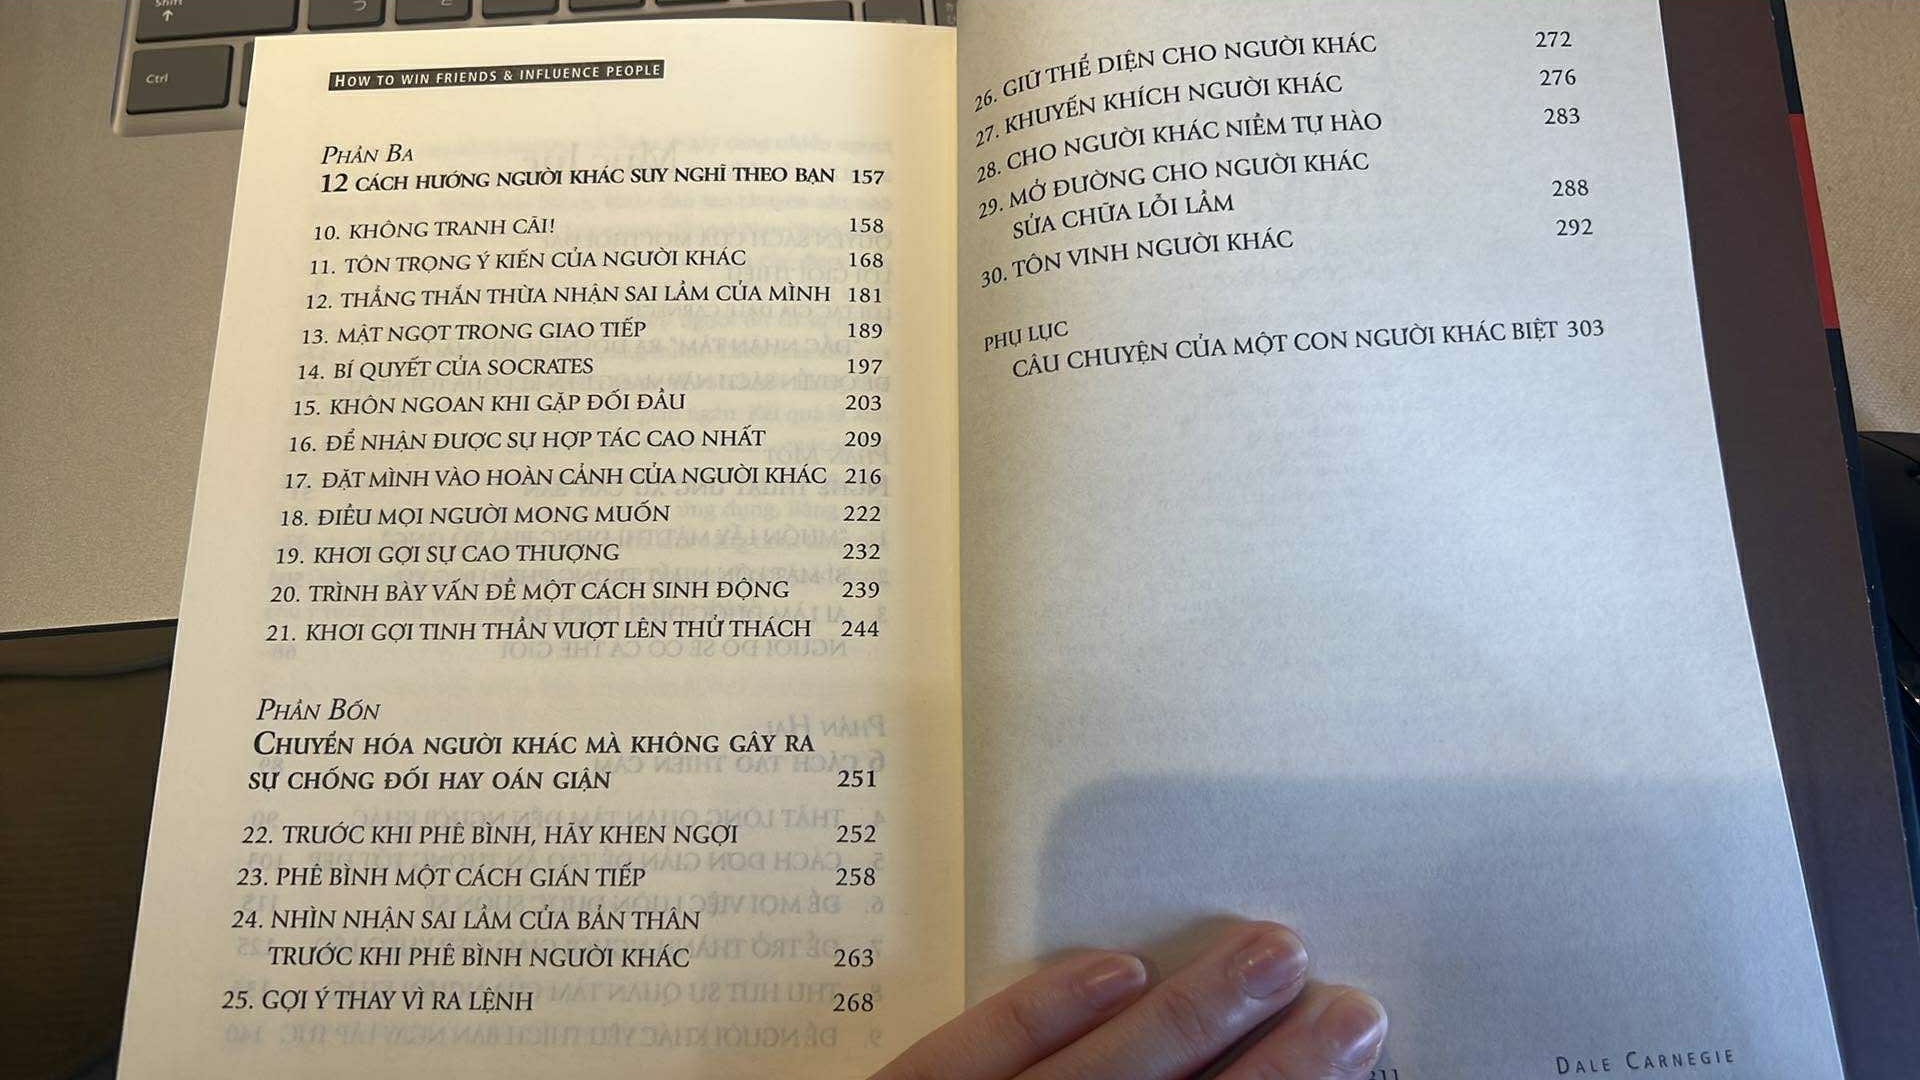 Shift
Ctrl
HOW TO WIN FRIENDS & INFLUENCE PEOPLE
PHẦN BA
12 CÁCH HƯỚNG NGƯỜI KHÁC SUY NGHĨ THEO BẠN 157
10. KHÔNG TRANH CÃI! 158
11. TÔN TRỌNG Ý KIẾN CỦA NGƯỜI KHÁC 168
12. THẲNG THẮN THỪA NHẬN SAI LẦM CỦA MÌNH 181
13. MẬT NGỌT TRONG GIAO TIẾP 189
14. BÍ QUYẾT CỦA SOCRATES 197
15. KHÔN NGOAN KHI GẶP ĐỐI ĐẦU 203
16. ĐỂ NHẬN ĐƯỢC SỰ HỢP TÁC CAO NHẤT 209
17. ĐẶT MÌNH VÀO HOÀN CẢNH CỦA NGƯỜI KHÁC 216
18. ĐIỀU MỌI NGƯỜI MONG MUỐN 222
19. KHƠI GỢI SỰ CAO THƯỢNG 232
20. TRÌNH BÀY VẤN ĐỀ MỘT CÁCH SINH ĐỘNG 239
21. KHƠI GỢI TINH THẦN VƯỢT LÊN THỬ THÁCH 244
PHẦN BỐN
CHUYỂN HÓA NGƯỜI KHÁC MÀ KHÔNG GÂY RA
SỰ CHỐNG ĐỐI HAY OÁN GIẬN 251
22. TRƯỚC KHI PHÊ BÌNH, HÃY KHEN NGỢI 252
23. PHÊ BÌNH MỘT CÁCH GIÁN TIẾP 258
24. NHÌN NHẬN SAI LẦM CỦA BẢN THÂN
TRƯỚC KHI PHÊ BÌNH NGƯỜI KHÁC 263
25. GỢI Ý THAY VÌ RA LỆNH 268
26. GIỮ THỂ DIỆN CHO NGƯỜI KHÁC 272
27. KHUYẾN KHÍCH NGƯỜI KHÁC 276
28. CHO NGƯỜI KHÁC NIỀM TỰ HÀO 283
29. MỞ ĐƯỜNG CHO NGƯỜI KHÁC
SỬA CHỮA LỖI LẦM 288
30. TÔN VINH NGƯỜI KHÁC 292
PHỤ LỤC
CÂU CHUYỆN CỦA MỘT CON NGƯỜI KHÁC BIỆT 303
DALE CARNEGIE